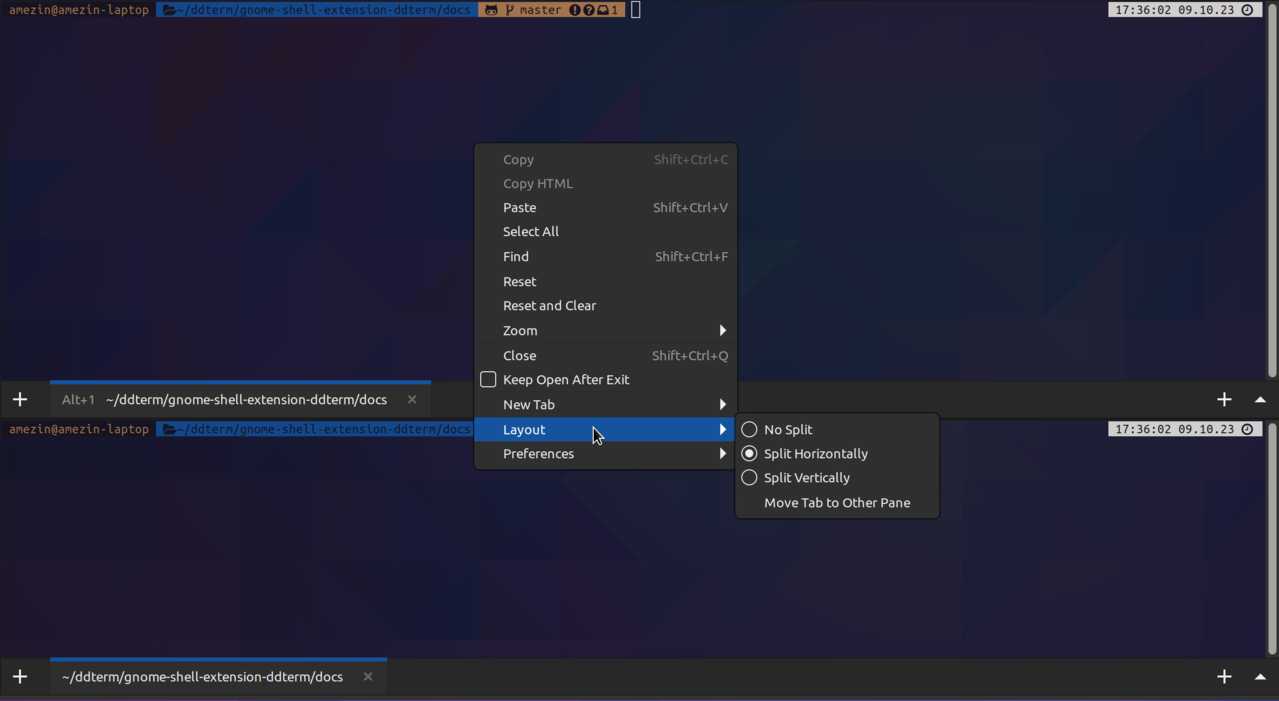 amezin@amezin-laptop ~/ddterm/gnome-shell-extension-ddterm/docs master 1 17:36:02 09.10.23
Copy Shift+Ctrl+C
Copy HTML
Paste Shift+Ctrl+V
Select All
Find Shift+Ctrl+F
Reset
Reset and Clear
Zoom
Close Shift+Ctrl+Q
Keep Open After Exit
New Tab
Layout
Preferences
No Split
Split Horizontally
Split Vertically
Move Tab to Other Pane
+ Alt+1 ~/ddterm/gnome-shell-extension-ddterm/docs × +
amezin@amezin-laptop ~/ddterm/gnome-shell-extension-ddterm/docs 17:36:02 09.10.23
+ ~/ddterm/gnome-shell-extension-ddterm/docs × +